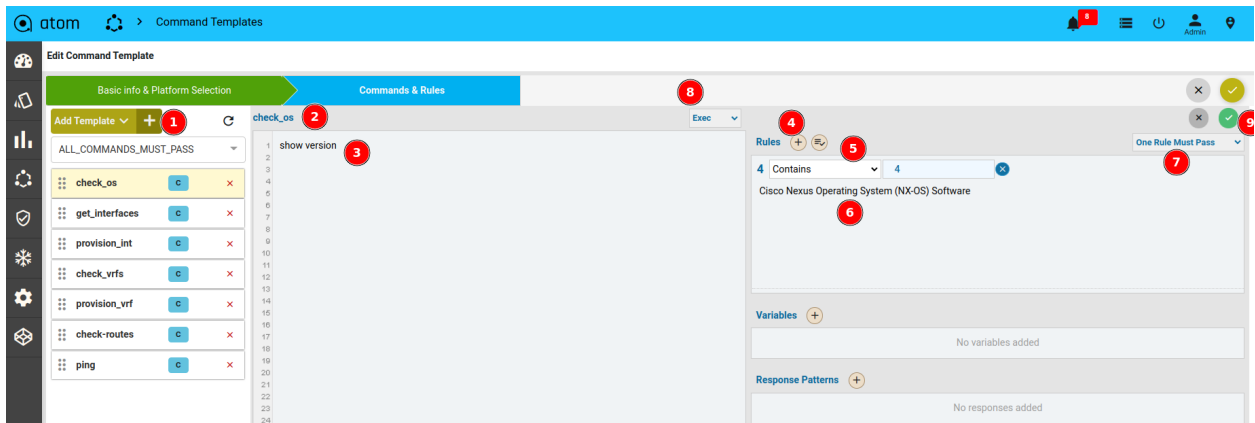 atom > Command Templates 8 Admin
Edit Command Template
Basic info & Platform Selection Commands & Rules 8
Add Template + 1
ALL_COMMANDS_MUST_PASS
check_os C ×
get_interfaces C ×
provision_int C ×
check_vrfs C ×
provision_vrf C ×
check-routes C ×
ping C ×
check_os 2 Exec
1 show version 3
2
3
4
5
6
7
8
9
10
11
12
13
14
15
16
17
18
19
20
21
22
23
24
4 9
Rules + 5 One Rule Must Pass
7
4 Contains 4
Cisco Nexus Operating System (NX-OS) Software
6
Variables +
No variables added
Response Patterns +
No responses added